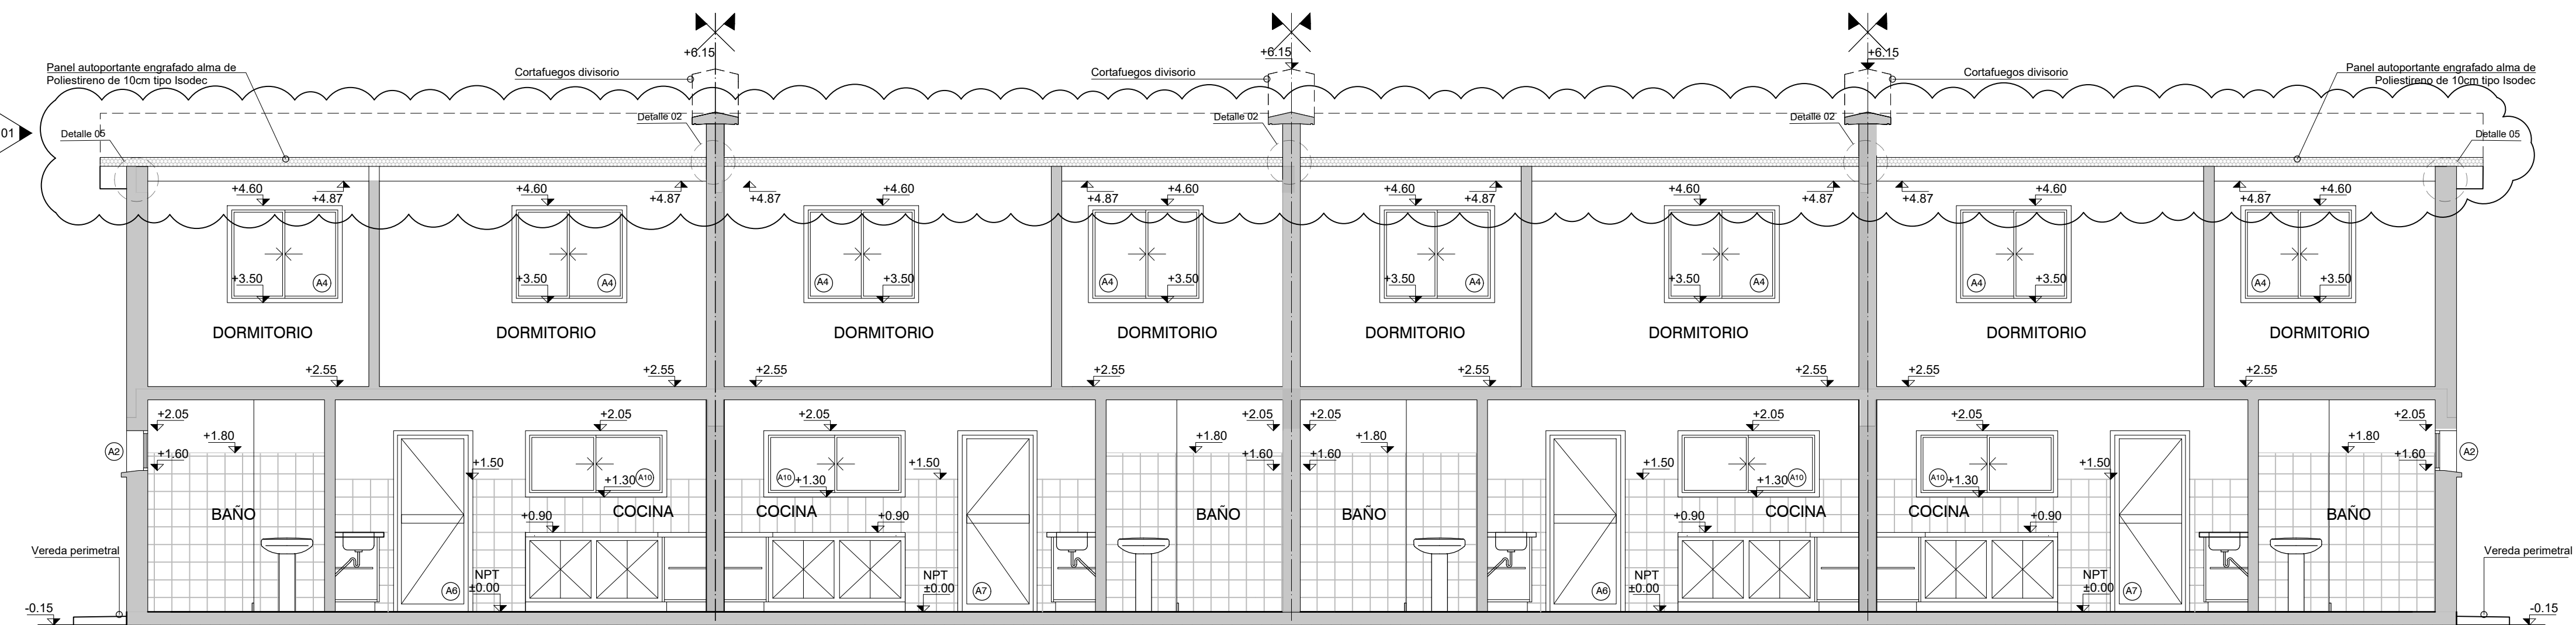 +6.15
+6.15
+6.15
Panel autoportante engrafado alma de
Poliestireno de 10cm tipo Isodec
Cortafuegos divisorio
Cortafuegos divisorio
Cortafuegos divisorio
Panel autoportante engrafado alma de
Poliestireno de 10cm tipo Isodec
01
Detalle 05
Detalle 02
Detalle 02
Detalle 02
Detalle 05
+4.60
+4.87
+4.60
+4.87
+4.87
+4.60
+4.87
+4.60
+4.60
+4.87
+4.60
+4.87
+4.87
+4.60
+4.87
+4.60
+3.50
A4
+3.50
A4
A4
+3.50
A4
+3.50
+3.50
A4
+3.50
A4
A4
+3.50
A4
+3.50
DORMITORIO
DORMITORIO
DORMITORIO
DORMITORIO
DORMITORIO
DORMITORIO
DORMITORIO
DORMITORIO
+2.55
+2.55
+2.55
+2.55
+2.55
+2.55
+2.55
+2.55
+2.05
+2.05
+2.05
+2.05
+2.05
+2.05
+2.05
+2.05
+1.80
+1.80
+1.80
+1.80
A2
+1.60
+1.50
+1.50
+1.60
+1.60
+1.50
+1.50
+1.60
A2
+1.30
A10
A10
+1.30
+1.30
A10
A10
+1.30
BAÑO
+0.90
COCINA
COCINA
+0.90
BAÑO
BAÑO
+0.90
COCINA
COCINA
+0.90
BAÑO
Vereda perimetral
Vereda perimetral
A6
NPT
±0.00
NPT
±0.00
A7
A6
NPT
±0.00
NPT
±0.00
A7
-0.15
-0.15